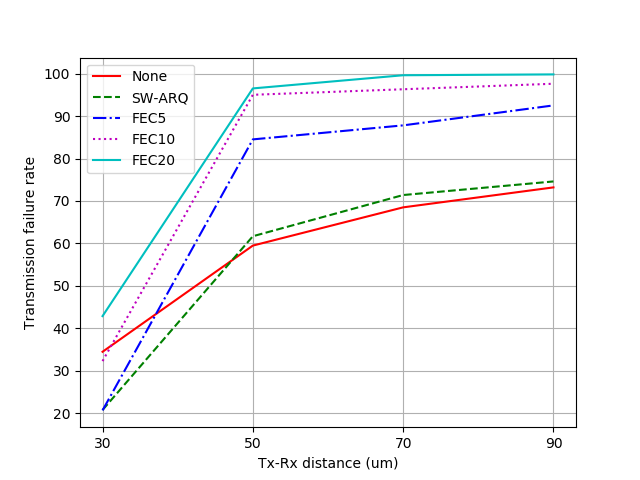 None
SW-ARQ
FEC5
FEC10
FEC20
Transmission failure rate
100
90
80
70
60
50
40
30
20
30 50 70 90
Tx-Rx distance (um)